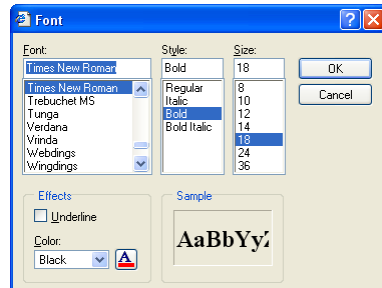 Font
Font: Style: Size:
Times New Roman Bold 18 OK
Times New Roman Regular 8 Cancel
Trebuchet MS Italic 10
Tunga Bold 12
Verdana Bold Italic 14
Vrinda 18
Webdings 24
Wingdings 36
Effects Sample
Underline
Color:
Black A
AaBbYyZ